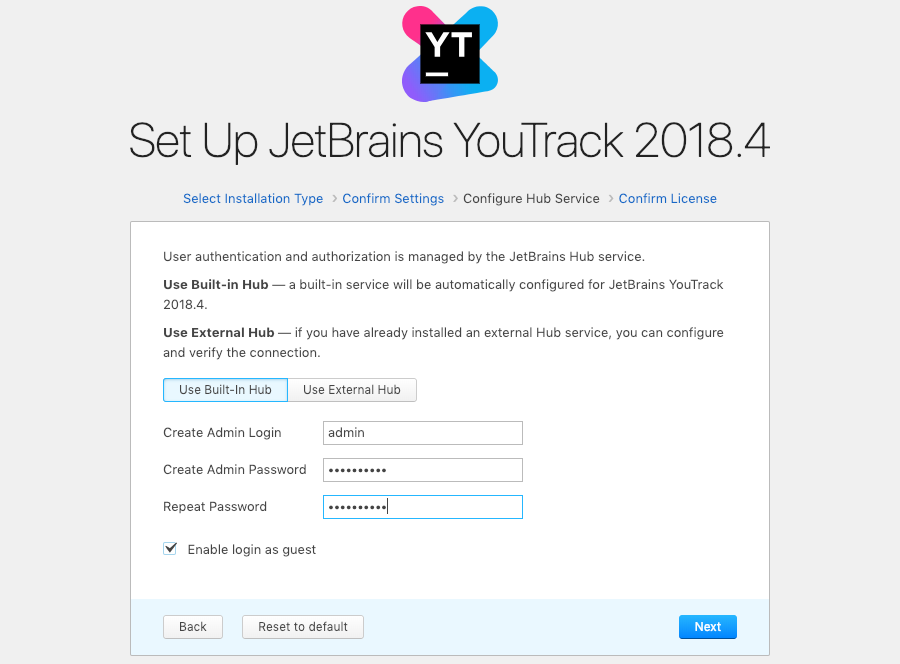 YT
Set Up JetBrains YouTrack 2018.4
Select Installation Type › Confirm Settings › Configure Hub Service › Confirm License
User authentication and authorization is managed by the JetBrains Hub service.
Use Built-in Hub — a built-in service will be automatically configured for JetBrains YouTrack
2018.4.
Use External Hub — if you have already installed an external Hub service, you can configure
and verify the connection.
Use Built-In Hub Use External Hub
Create Admin Login admin
Create Admin Password ••••••••••
Repeat Password ••••••••••
Enable login as guest
Back Reset to default Next